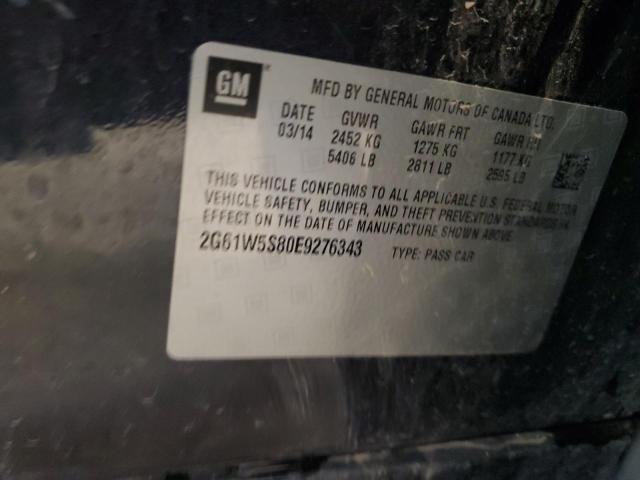 GM
MFD BY GENERAL MOTORS OF CANADA LTD.
DATE GVWR GAWR FRT GAWR RR
03/14 2452 KG 1275 KG 1177 KG
5406 LB 2811 LB 2595 LB
THIS VEHICLE CONFORMS TO ALL APPLICABLE U.S. FEDERAL MOTOR
VEHICLE SAFETY, BUMPER, AND THEFT PREVENTION STANDARDS IN
EFFECT ON THE DATE OF MANUFACTURE SHOWN ABOVE.
2G61W5S80E9276343 TYPE: PASS CAR